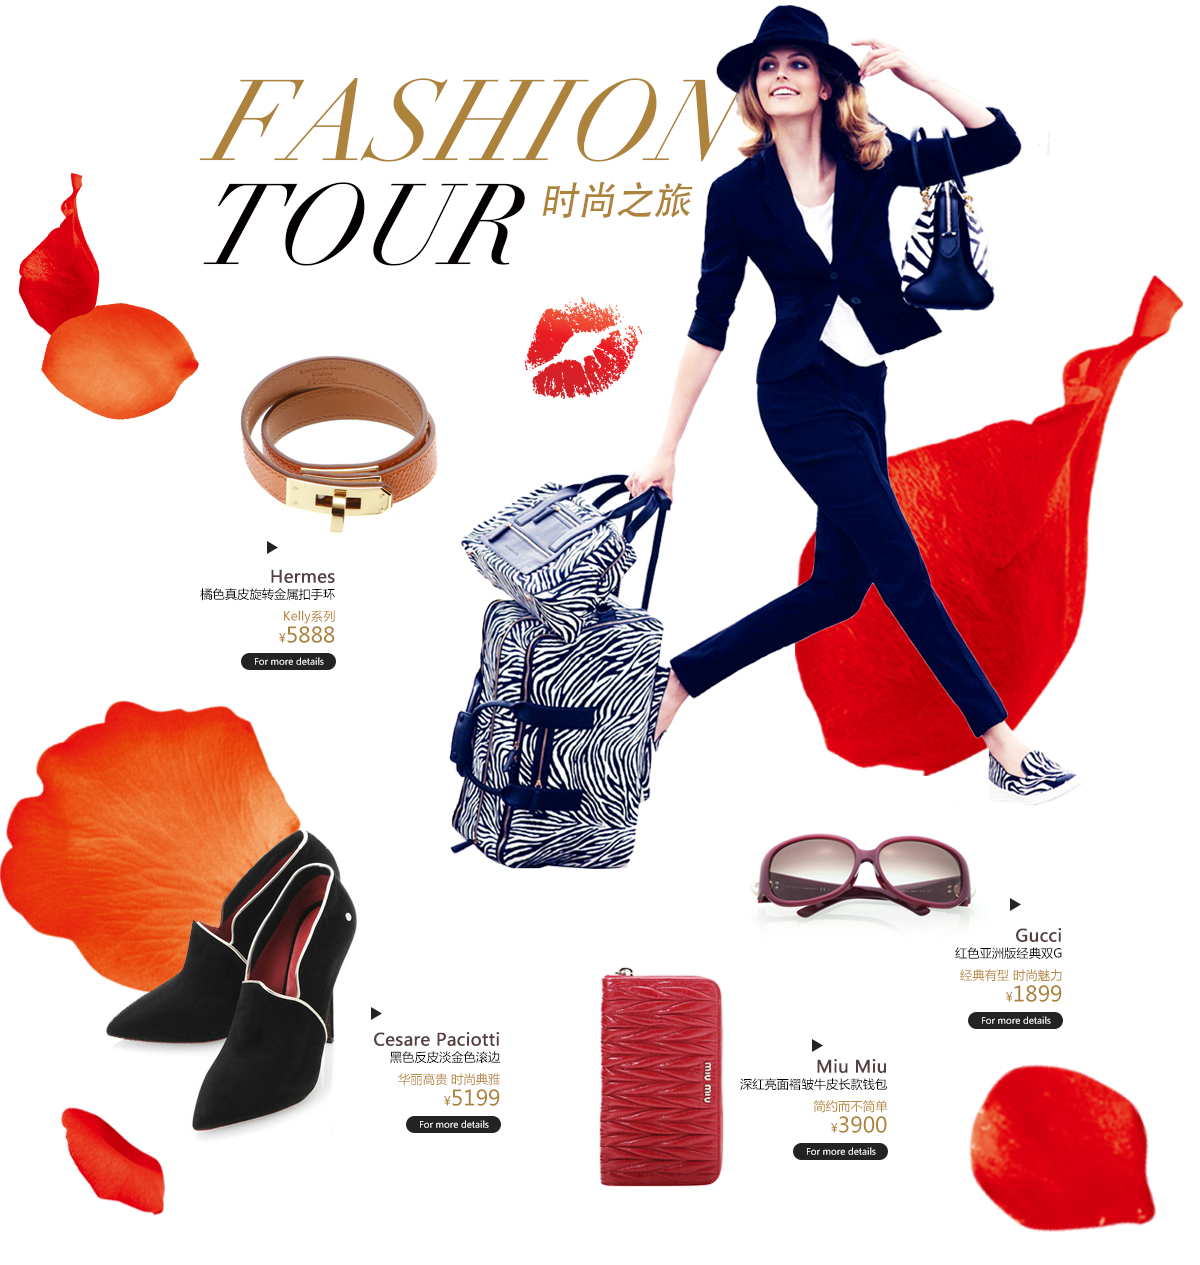 FASHION
TOUR 时尚之旅
Hermes
橘色真皮旋转金属扣手环
Kelly系列
¥5888
For more details
Gucci
红色亚洲版经典双G
经典有型 时尚魅力
¥1899
For more details
Cesare Paciotti
黑色反皮淡金色滚边
华丽高贵 时尚典雅
¥5199
For more details
miu miu
Miu Miu
深红亮面褶皱牛皮长款钱包
简约而不简单
¥3900
For more details